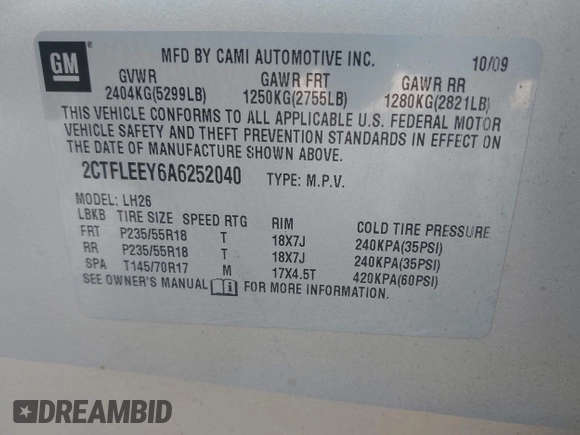 GM ®
MFD BY CAMI AUTOMOTIVE INC. 10/09
GVWR GAWR FRT GAWR RR
2404KG(5299LB) 1250KG(2755LB) 1280KG(2821LB)
THIS VEHICLE CONFORMS TO ALL APPLICABLE U.S. FEDERAL MOTOR
VEHICLE SAFETY AND THEFT PREVENTION STANDARDS IN EFFECT ON
THE DATE OF MANUFACTURE SHOWN ABOVE.
2CTFLEEY6A6252040 TYPE: M.P.V.
MODEL: LH26
LBKB TIRE SIZE SPEED RTG RIM COLD TIRE PRESSURE
FRT P235/55R18 T 18X7J 240KPA(35PSI)
RR P235/55R18 T 18X7J 240KPA(35PSI)
SPA T145/70R17 M 17X4.5T 420KPA(60PSI)
SEE OWNER'S MANUAL i FOR MORE INFORMATION.
DREAMBID